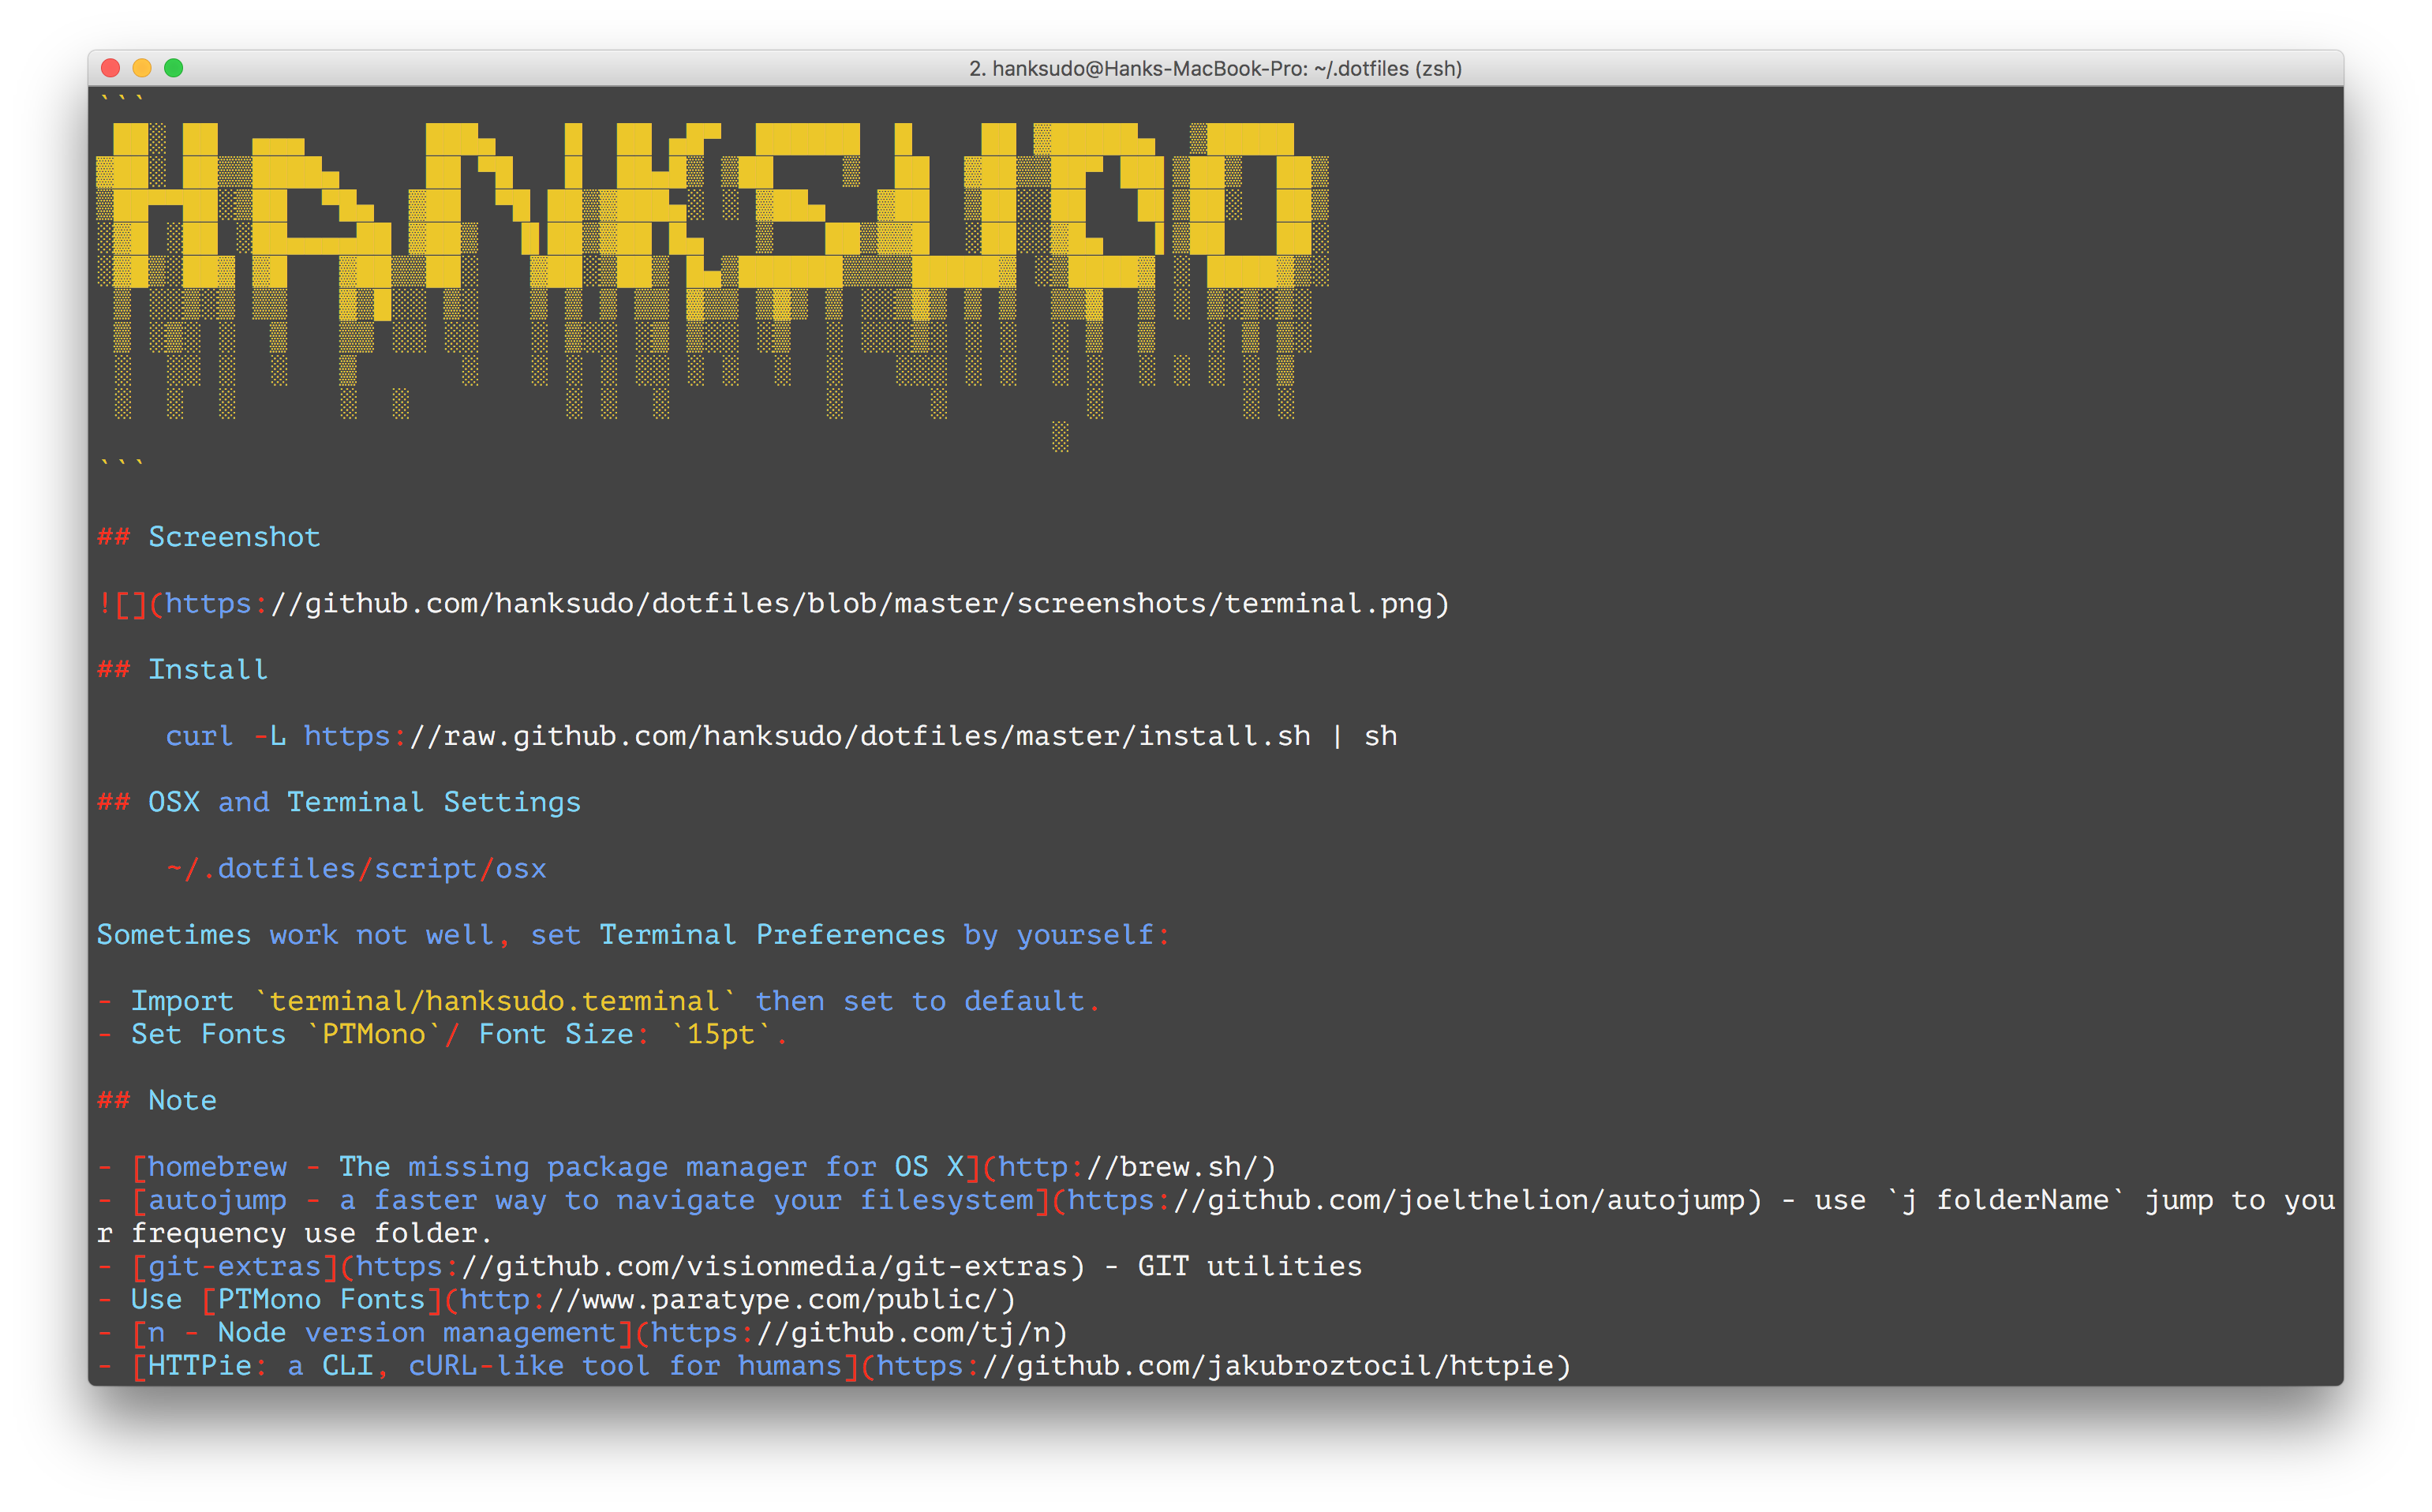 2. hanksudo@Hanks-MacBook-Pro: ~/.dotfiles (zsh)
```
HANKSUDO
```
## Screenshot
![](https://github.com/hanksudo/dotfiles/blob/master/screenshots/terminal.png)
## Install
curl -L https://raw.github.com/hanksudo/dotfiles/master/install.sh | sh
## OSX and Terminal Settings
~/.dotfiles/script/osx
Sometimes work not well, set Terminal Preferences by yourself:
- Import `terminal/hanksudo.terminal` then set to default.
- Set Fonts `PTMono`/ Font Size: `15pt`.
## Note
- [homebrew - The missing package manager for OS X](http://brew.sh/)
- [autojump - a faster way to navigate your filesystem](https://github.com/joelthelion/autojump) - use `j folderName` jump to you
r frequency use folder.
- [git-extras](https://github.com/visionmedia/git-extras) - GIT utilities
- Use [PTMono Fonts](http://www.paratype.com/public/)
- [n - Node version management](https://github.com/tj/n)
- [HTTPie: a CLI, cURL-like tool for humans](https://github.com/jakubroztocil/httpie)